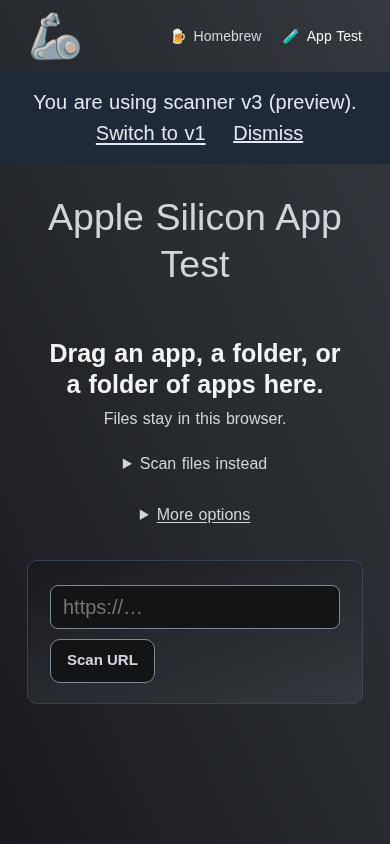 🍺 Homebrew 🧪 App Test
You are using scanner v3 (preview).
Switch to v1 Dismiss
Apple Silicon App
Test
Drag an app, a folder, or
a folder of apps here.
Files stay in this browser.
▶ Scan files instead
▶ More options
https://…
Scan URL